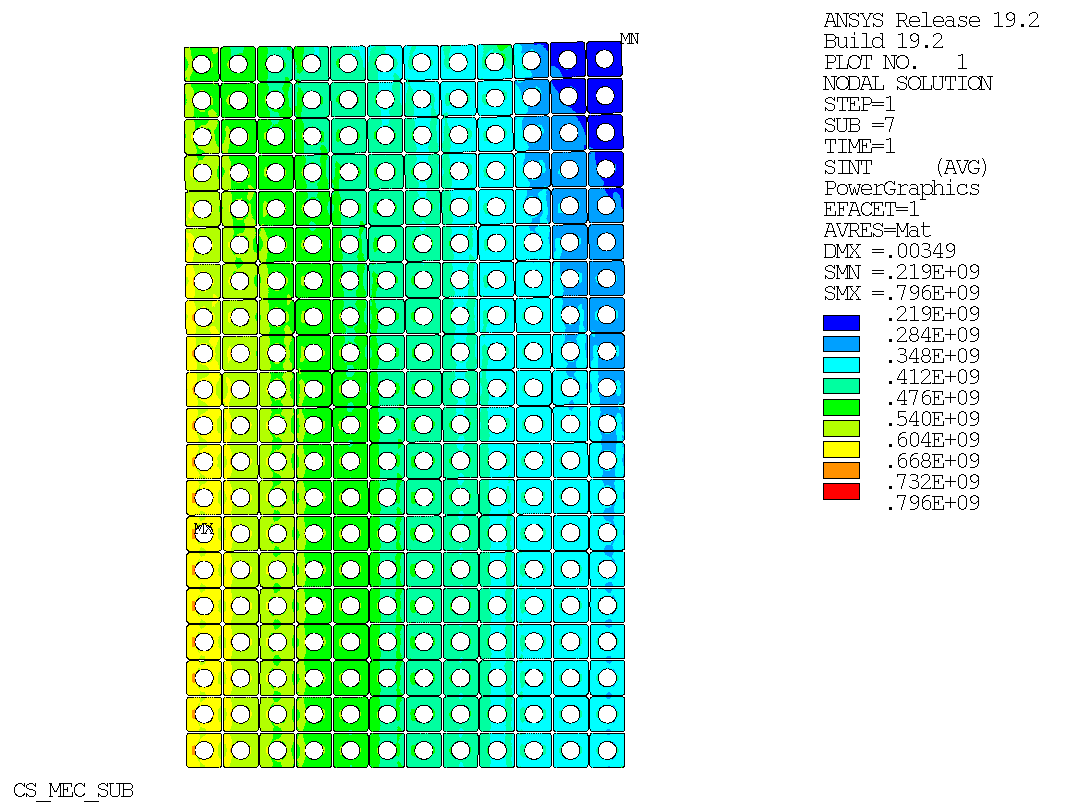 ANSYS Release 19.2
Build 19.2
PLOT NO.   1
NODAL SOLUTION
STEP=1
SUB =7
TIME=1
SINT     (AVG)
PowerGraphics
EFACET=1
AVRES=Mat
DMX =.00349
SMN =.219E+09
SMX =.796E+09
.219E+09
.284E+09
.348E+09
.412E+09
.476E+09
.540E+09
.604E+09
.668E+09
.732E+09
.796E+09
MN
MX
CS_MEC_SUB